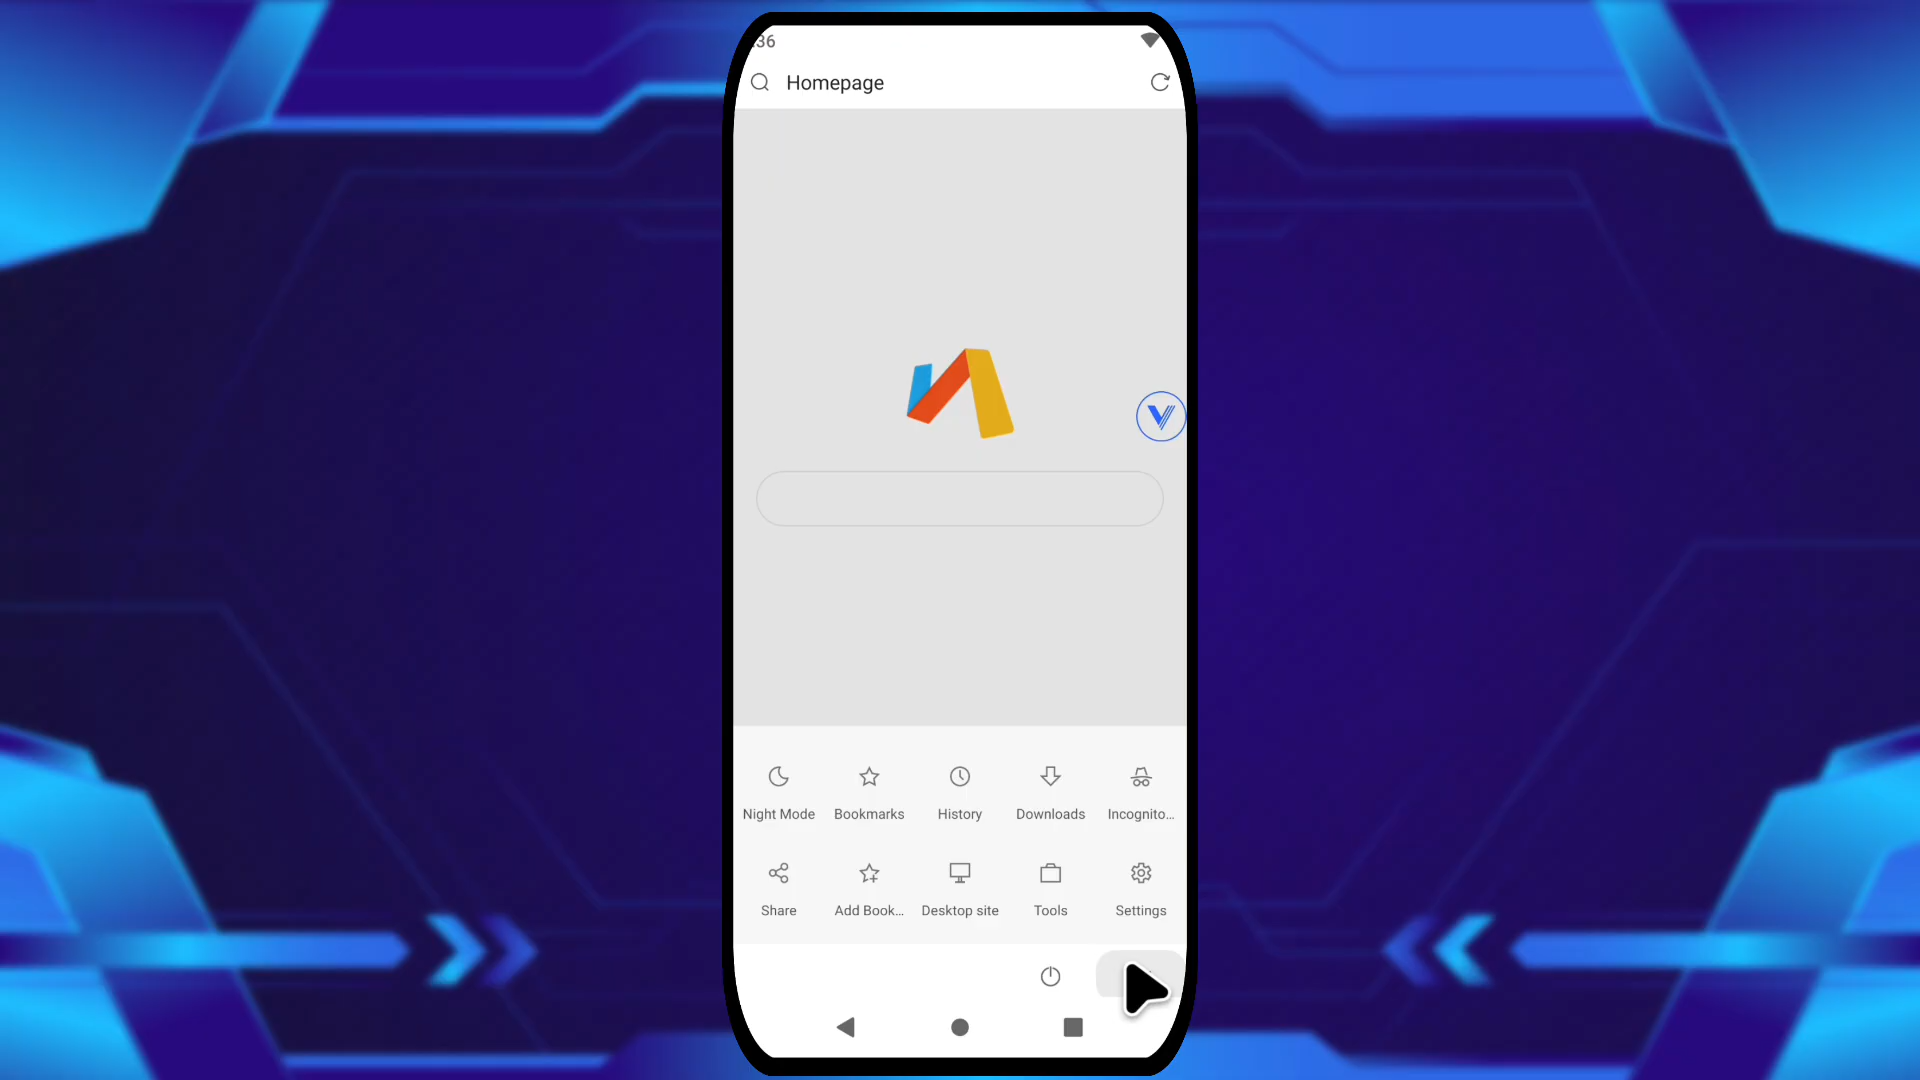 :36
Homepage
Night Mode
Bookmarks
History
Downloads
Incognito...
Share
Add Book...
Desktop site
Tools
Settings